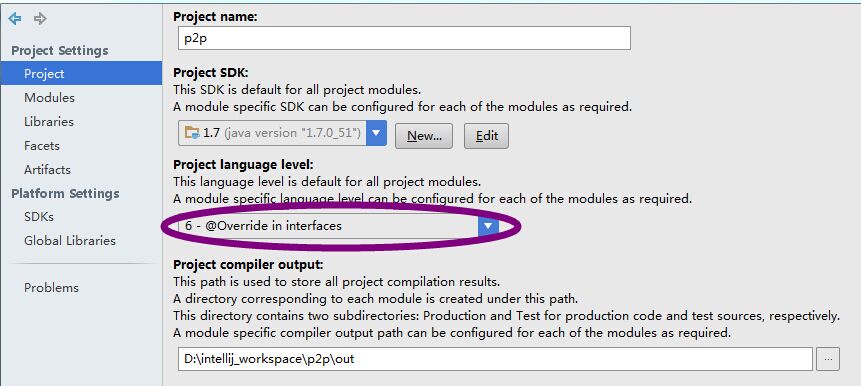 Project Settings
Project
Modules
Libraries
Facets
Artifacts
Platform Settings
SDKs
Global Libraries
Problems
Project name:
p2p
Project SDK:
This SDK is default for all project modules.
A module specific SDK can be configured for each of the modules as required.
1.7 (java version "1.7.0_51")
New...
Edit
Project language level:
This language level is default for all project modules.
A module specific language level can be configured for each of the modules as required.
6 - @Override in interfaces
Project compiler output:
This path is used to store all project compilation results.
A directory corresponding to each module is created under this path.
This directory contains two subdirectories: Production and Test for production code and test sources, respectively.
A module specific compiler output path can be configured for each of the modules as required.
D:\intellij_workspace\p2p\out
...